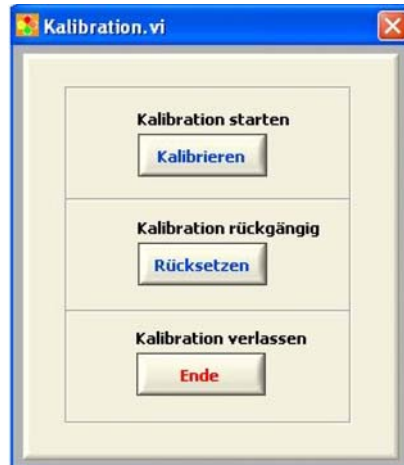 Kalibration.vi
Kalibration starten
Kalibrieren
Kalibration rückgängig
Rücksetzen
Kalibration verlassen
Ende